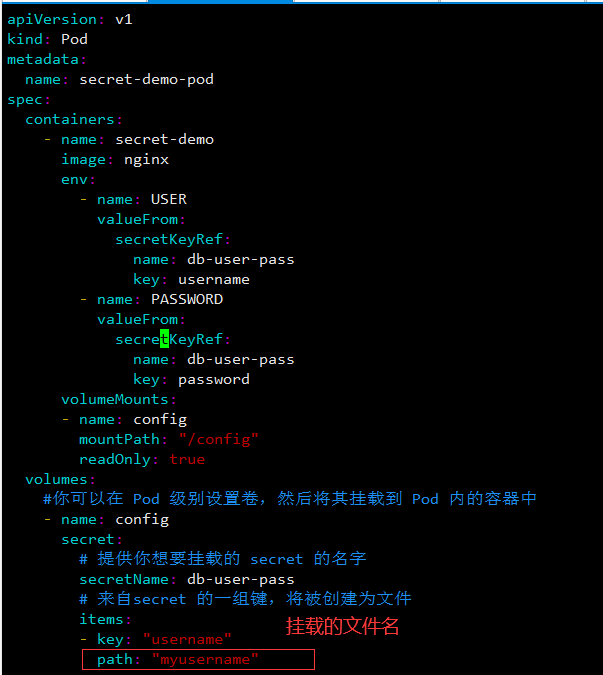 apiVersion: v1
kind: Pod
metadata:
  name: secret-demo-pod
spec:
  containers:
    - name: secret-demo
      image: nginx
      env:
        - name: USER
          valueFrom:
            secretKeyRef:
              name: db-user-pass
              key: username
        - name: PASSWORD
          valueFrom:
            secretKeyRef:
              name: db-user-pass
              key: password
      volumeMounts:
      - name: config
        mountPath: "/config"
        readOnly: true
  volumes:
    #你可以在 Pod 级别设置卷，然后将其挂载到 Pod 内的容器中
    - name: config
      secret:
        # 提供你想要挂载的 secret 的名字
        secretName: db-user-pass
        # 来自secret 的一组键，将被创建为文件
        items:
        - key: "username"
挂载的文件名
          path: "myusername"